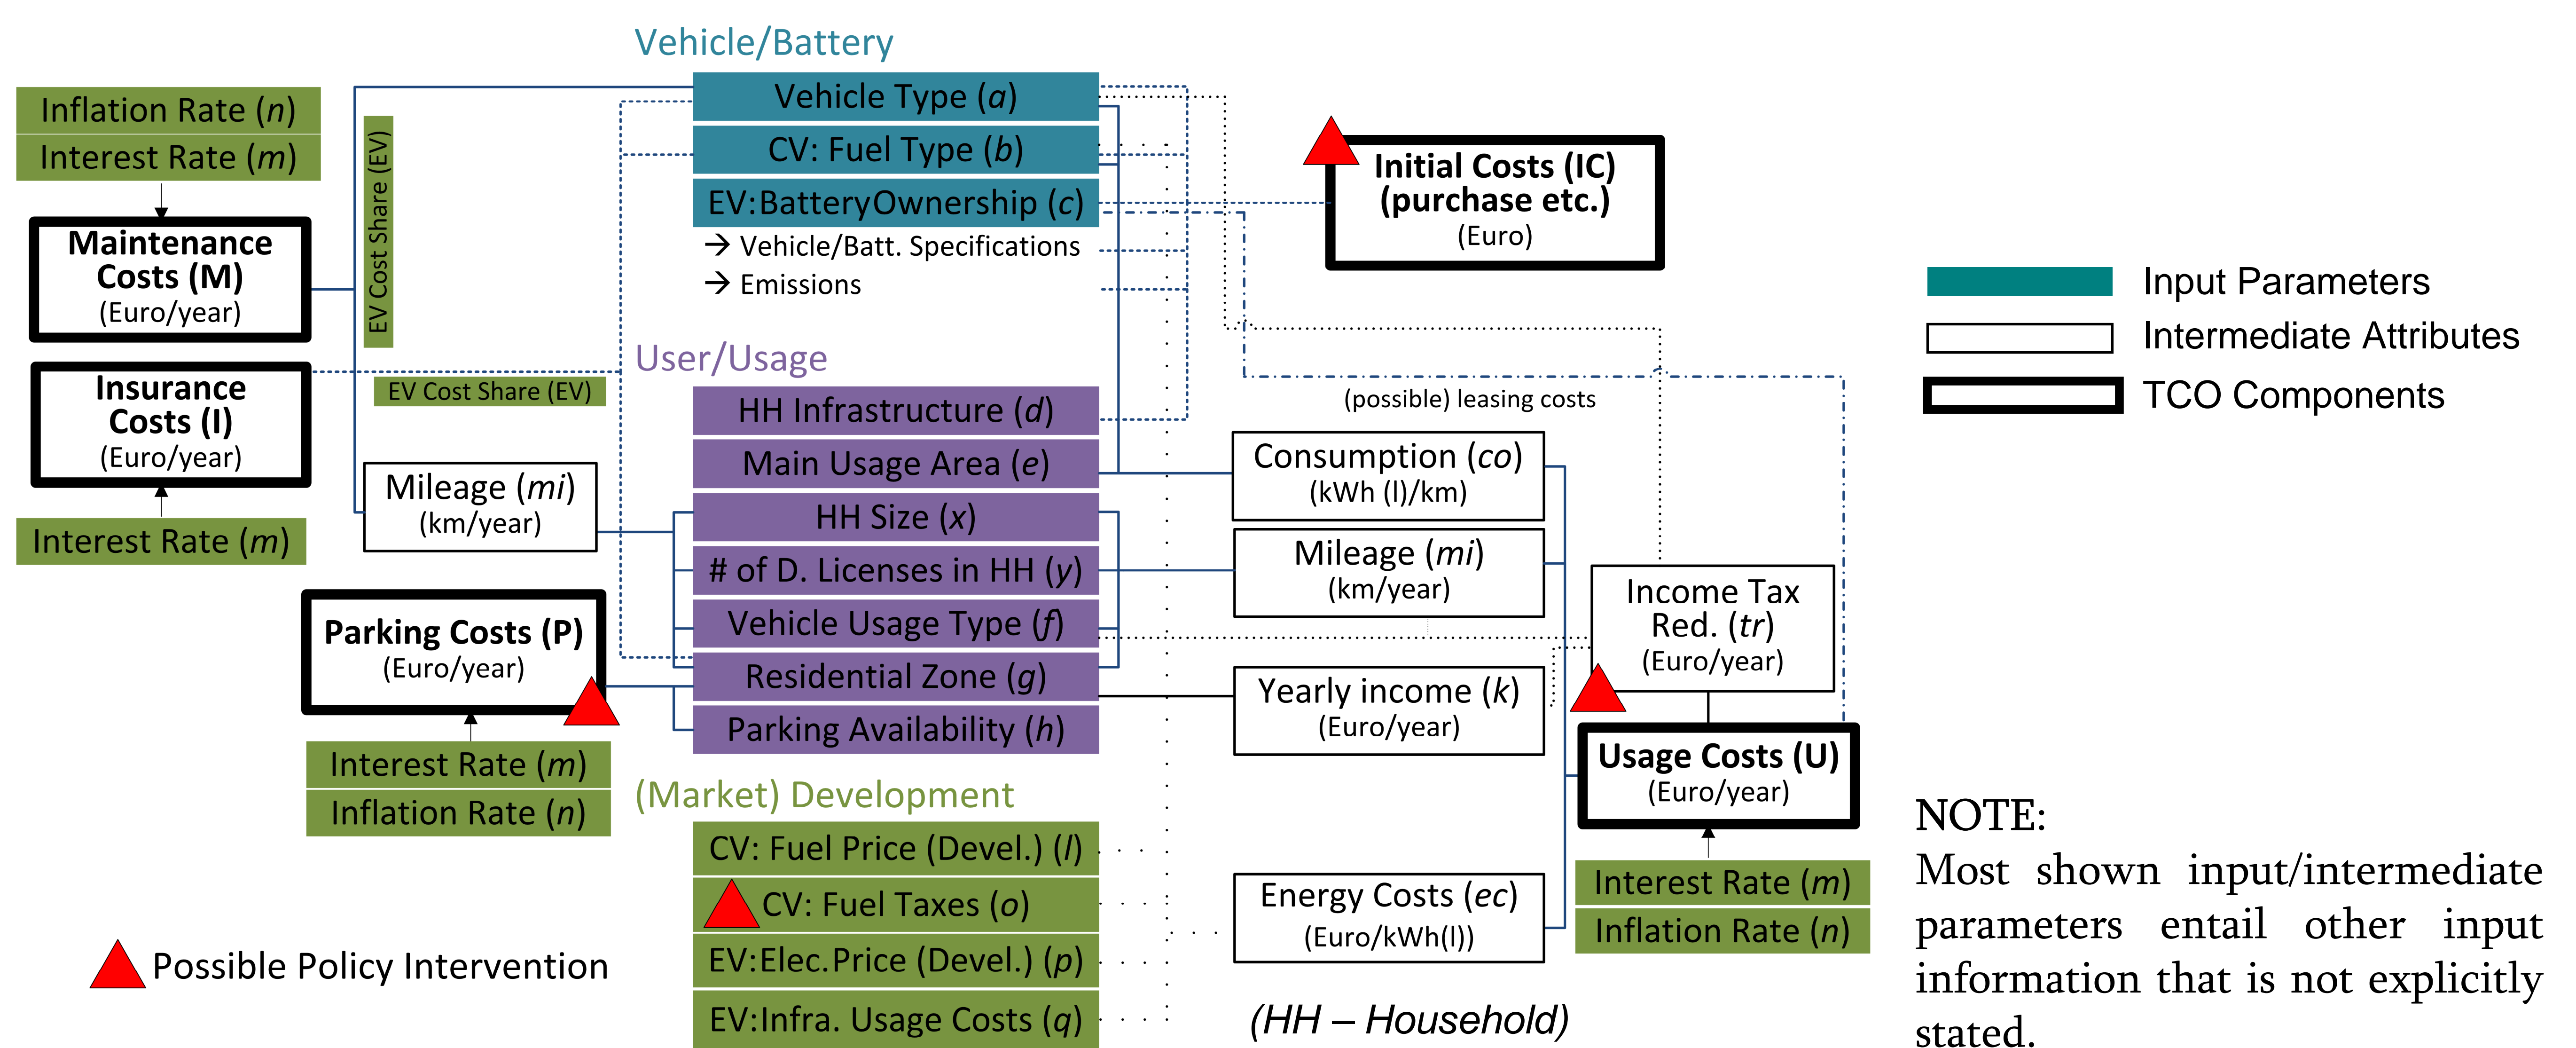 Vehicle/Battery
Inflation Rate (n)
Interest Rate (m)
Maintenance
Costs (M)
(Euro/year)
EV Cost Share (EV)
Insurance
Costs (I)
(Euro/year)
Interest Rate (m)
EV Cost Share (EV)
Mileage (mi)
(km/year)
Parking Costs (P)
(Euro/year)
Interest Rate (m)
Inflation Rate (n)
Possible Policy Intervention
Vehicle Type (a)
CV: Fuel Type (b)
EV:BatteryOwnership (c)
→ Vehicle/Batt. Specifications
→ Emissions
User/Usage
HH Infrastructure (d)
Main Usage Area (e)
HH Size (x)
# of D. Licenses in HH (y)
Vehicle Usage Type (f)
Residential Zone (g)
Parking Availability (h)
(Market) Development
CV: Fuel Price (Devel.) (l)
CV: Fuel Taxes (o)
EV:Elec.Price (Devel.) (p)
EV:Infra. Usage Costs (q)
Initial Costs (IC)
(purchase etc.)
(Euro)
(possible) leasing costs
Consumption (co)
(kWh (l)/km)
Mileage (mi)
(km/year)
Yearly income (k)
(Euro/year)
Energy Costs (ec)
(Euro/kWh(l))
(HH – Household)
Income Tax
Red. (tr)
(Euro/year)
Usage Costs (U)
(Euro/year)
Interest Rate (m)
Inflation Rate (n)
Input Parameters
Intermediate Attributes
TCO Components
NOTE:
Most shown input/intermediate
parameters entail other input
information that is not explicitly
stated.